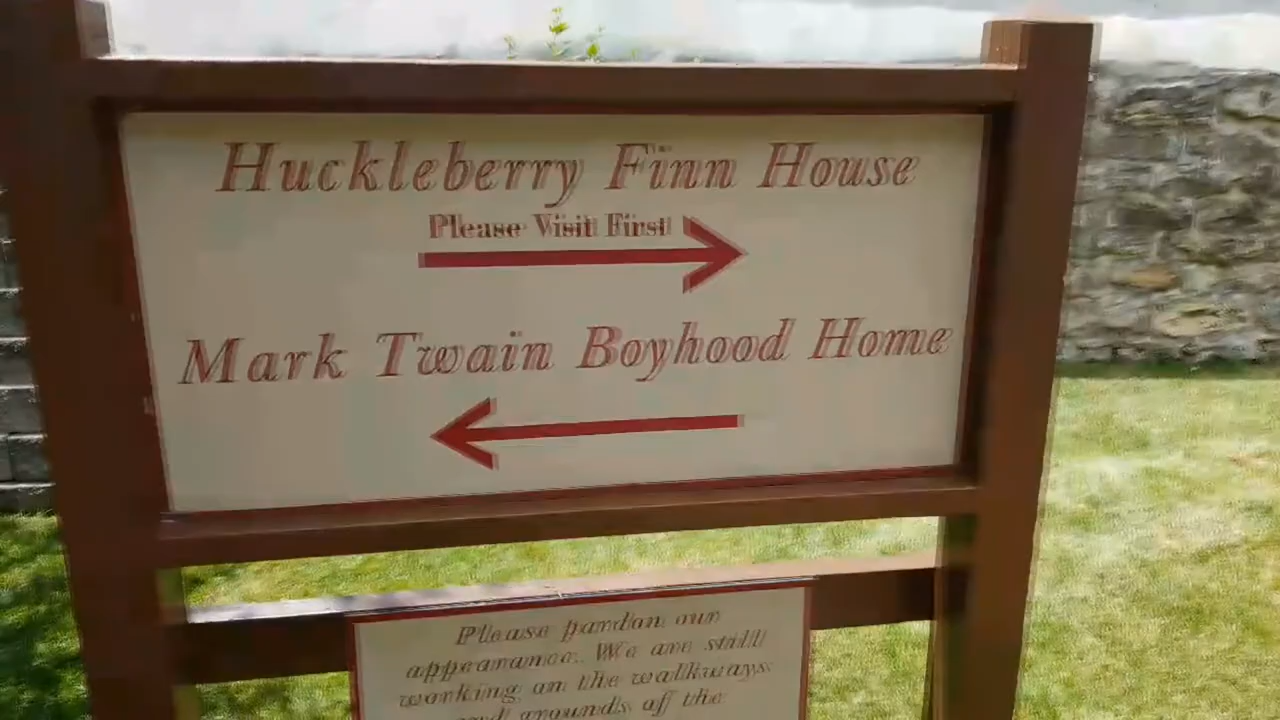 Huckleberry Finn House
Please Visit First
Mark Twain Boyhood Home
Please pardon our
appearance. We are still
working on the walkways
and grounds off the